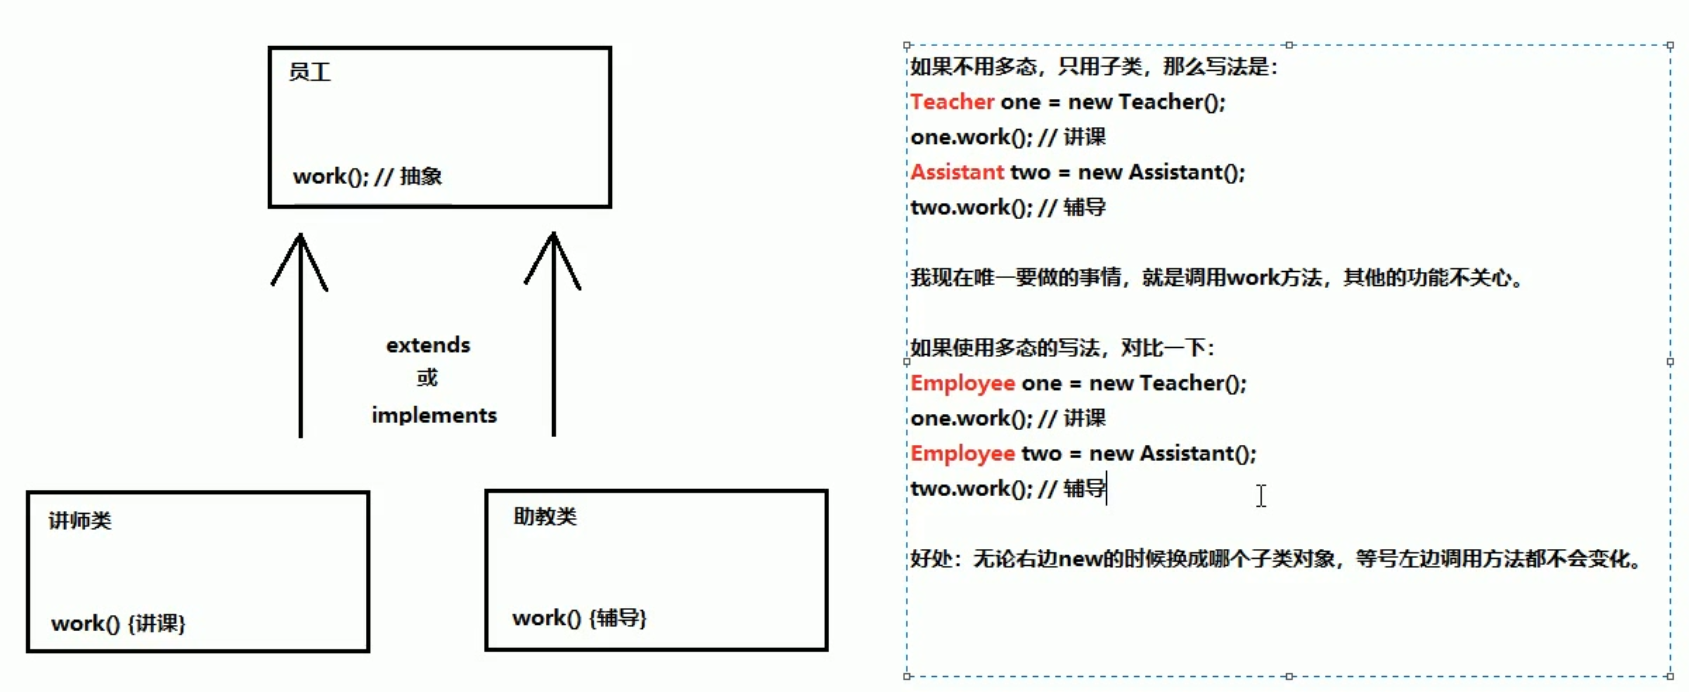 员工
work(); // 抽象
extends
或
implements
讲师类
work() {讲课}
助教类
work() {辅导}
如果不用多态，只用子类，那么写法是：
Teacher one = new Teacher();
one.work(); // 讲课
Assistant two = new Assistant();
two.work(); // 辅导
我现在唯一要做的事情，就是调用work方法，其他的功能不关心。
如果使用多态的写法，对比一下：
Employee one = new Teacher();
one.work(); // 讲课
Employee two = new Assistant();
two.work(); // 辅导
好处：无论右边new的时候换成哪个子类对象，等号左边调用方法都不会变化。